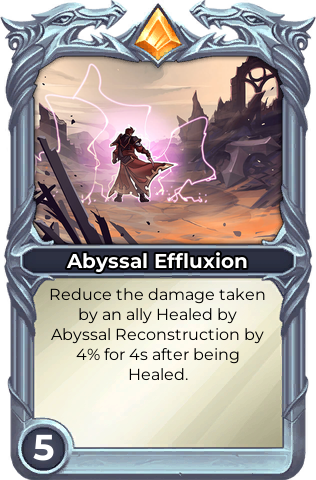 Abyssal Effluxion
Reduce the damage taken
by an ally Healed by
Abyssal Reconstruction by
4% for 4s after being
Healed.
5